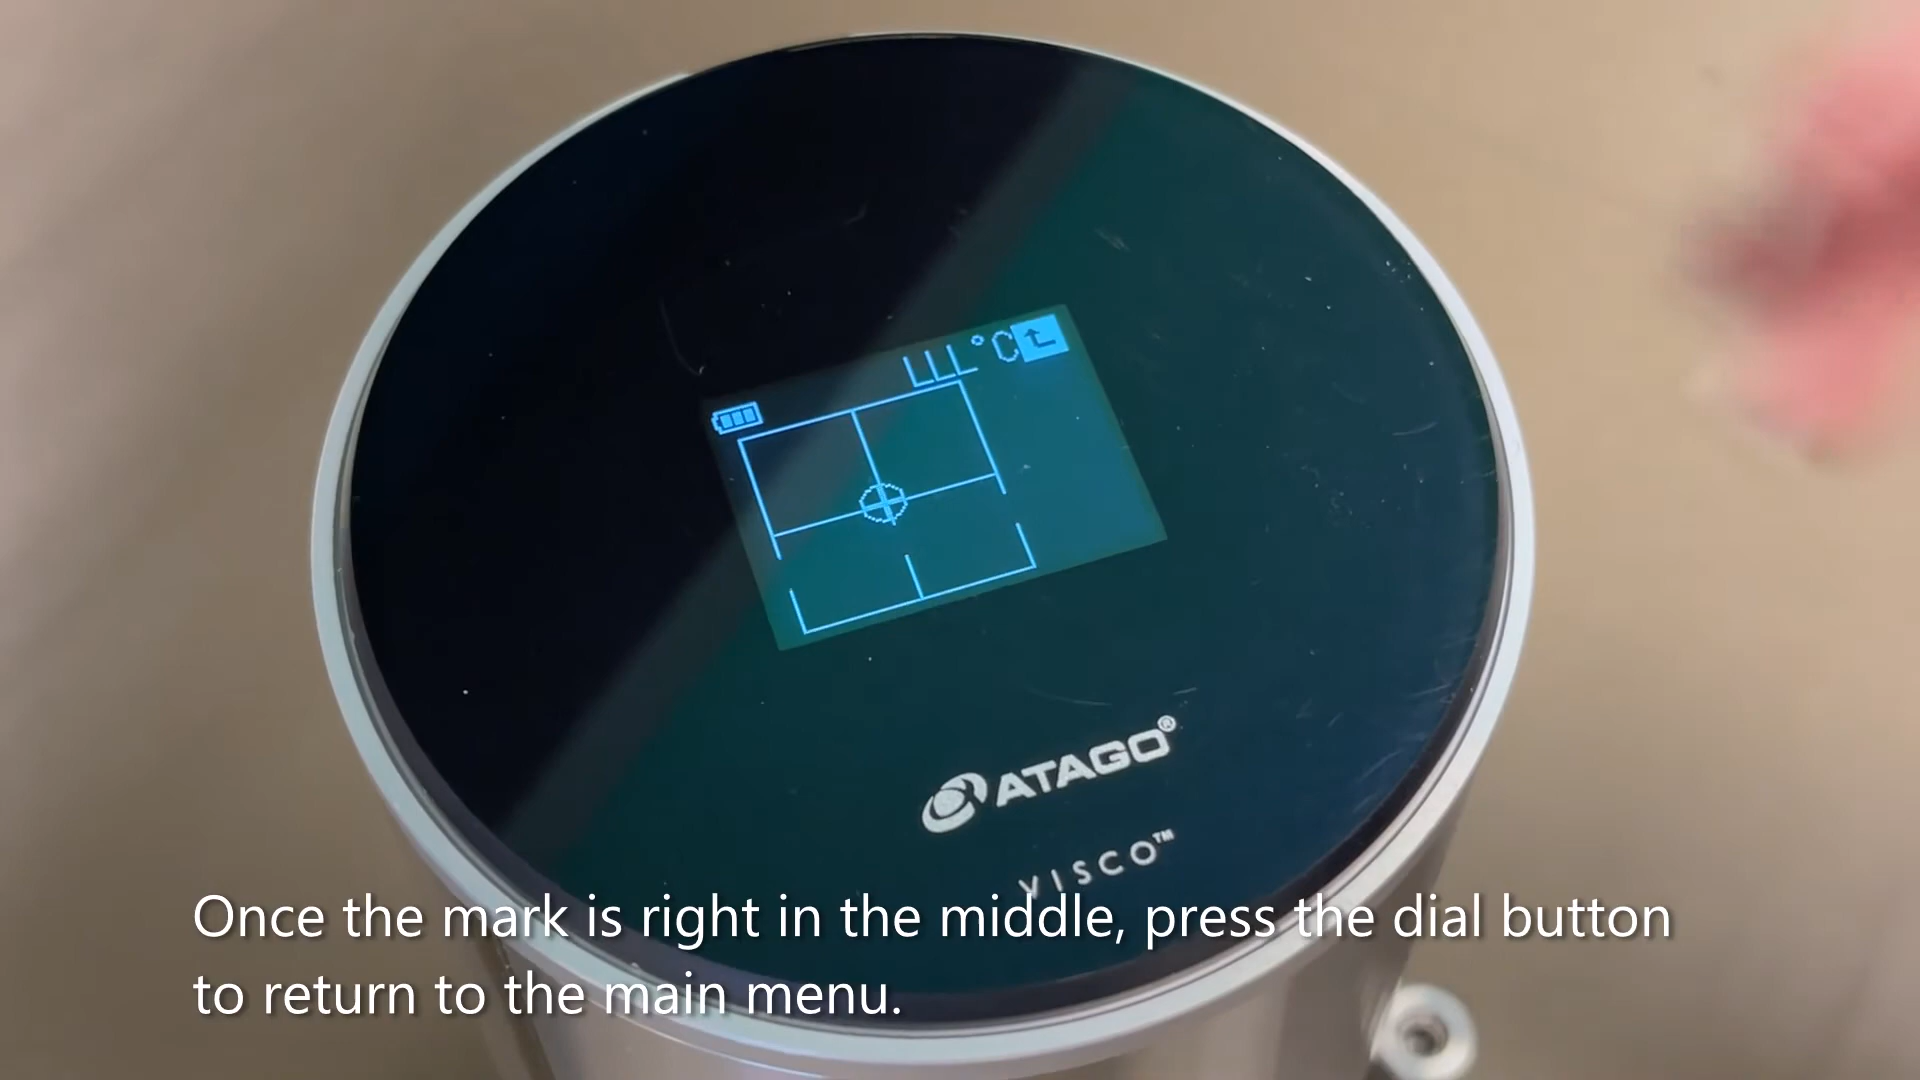 LLL°C
ATAGO®
VISCO™
Once the mark is right in the middle, press the dial button
to return to the main menu.